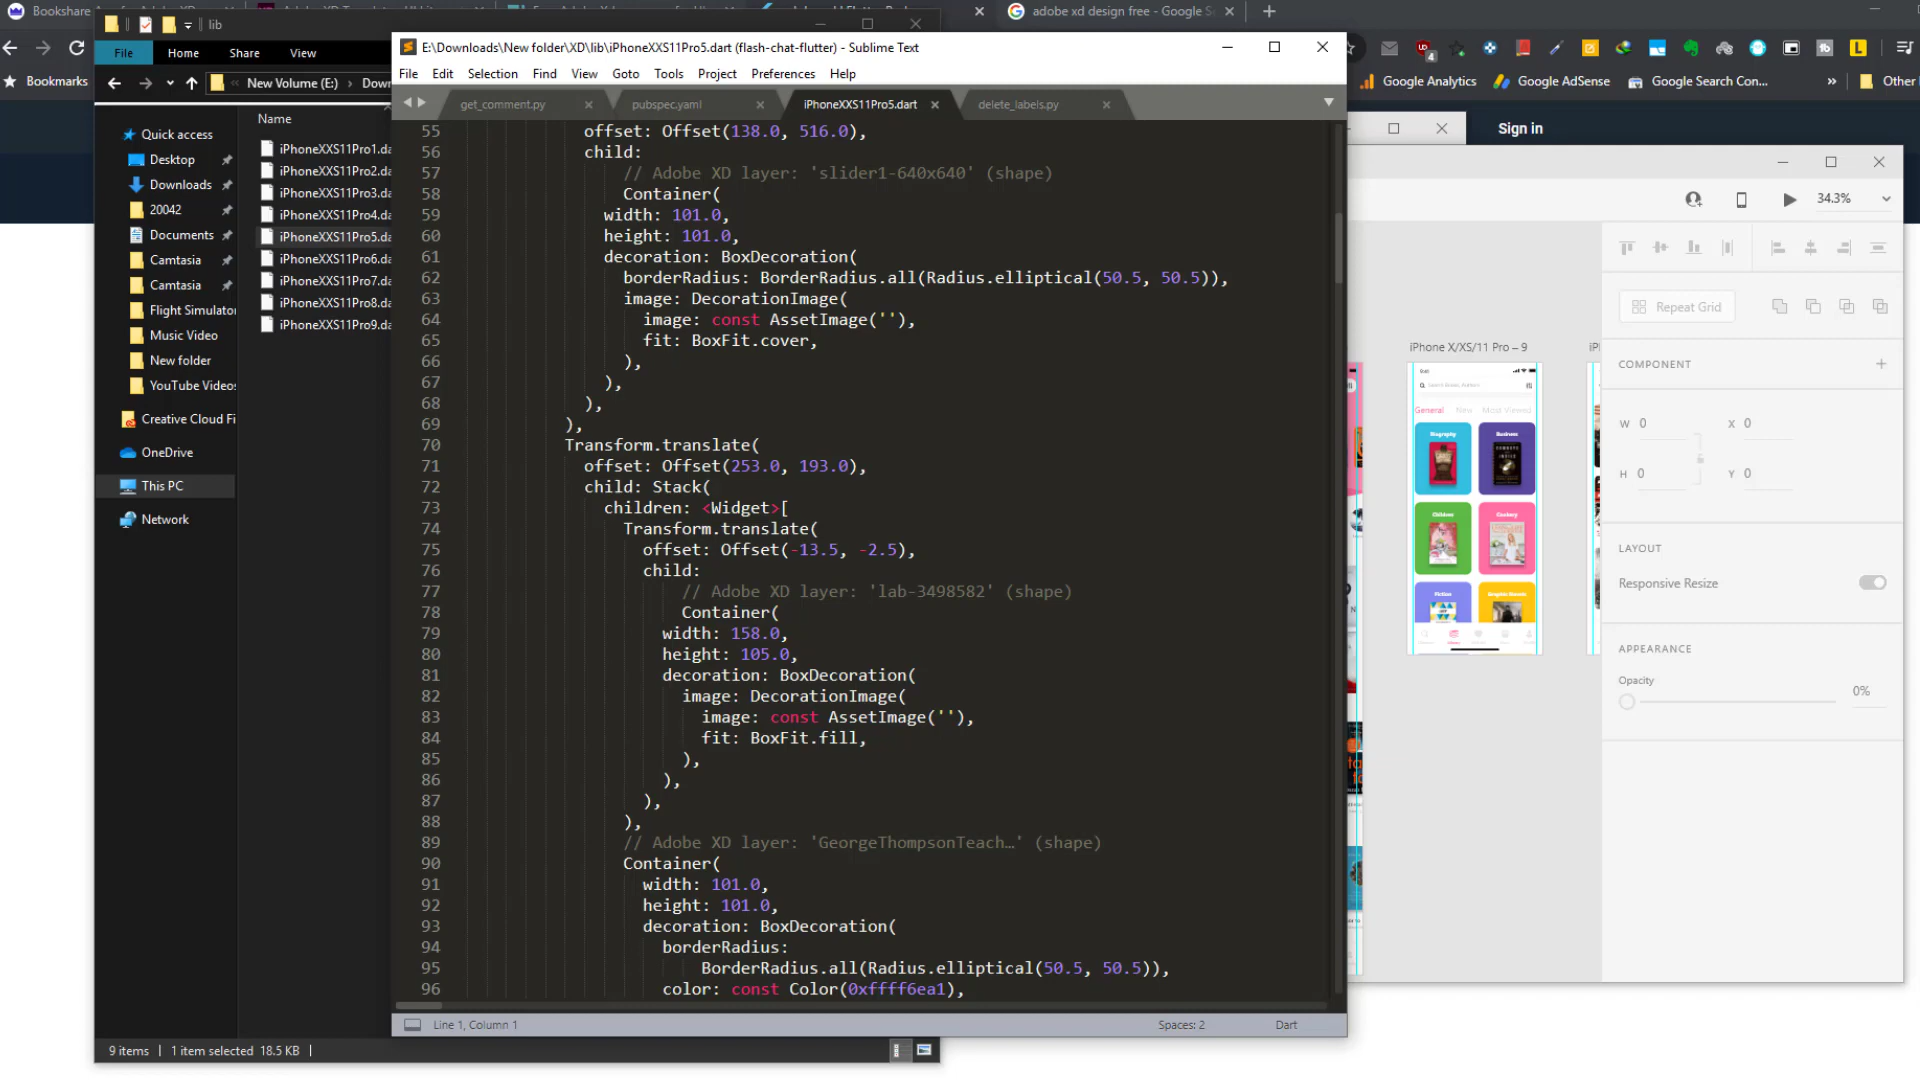 Bookshare
adobe xd design free - Google S
lib
File Home Share View
New Volume (E:) > Down
Bookmarks
Google Analytics
Google AdSense
Google Search Con...
Other
Quick access
Desktop
Downloads
20042
Documents
Camtasia
Camtasia
Flight Simulator
Music Video
New folder
YouTube Videos
Creative Cloud Fi
OneDrive
This PC
Network
Name
iPhoneXXS11Pro1.da
iPhoneXXS11Pro2.da
iPhoneXXS11Pro3.da
iPhoneXXS11Pro4.da
iPhoneXXS11Pro5.da
iPhoneXXS11Pro6.da
iPhoneXXS11Pro7.da
iPhoneXXS11Pro8.da
iPhoneXXS11Pro9.da
9 items 1 item selected 18.5 KB
E:\Downloads\New folder\XD\lib\iPhoneXXS11Pro5.dart (flash-chat-flutter) - Sublime Text
File Edit Selection Find View Goto Tools Project Preferences Help
get_comment.py
pubspec.yaml
iPhoneXXS11Pro5.dart
delete_labels.py
55 offset: Offset(138.0, 516.0),
56 child:
57 // Adobe XD layer: 'slider1-640x640' (shape)
58 Container(
59 width: 101.0,
60 height: 101.0,
61 decoration: BoxDecoration(
62 borderRadius: BorderRadius.all(Radius.elliptical(50.5, 50.5)),
63 image: DecorationImage(
64 image: const AssetImage(''),
65 fit: BoxFit.cover,
66 ),
67 ),
68 ),
69 ),
70 Transform.translate(
71 offset: Offset(253.0, 193.0),
72 child: Stack(
73 children: <Widget>[
74 Transform.translate(
75 offset: Offset(-13.5, -2.5),
76 child:
77 // Adobe XD layer: 'lab-3498582' (shape)
78 Container(
79 width: 158.0,
80 height: 105.0,
81 decoration: BoxDecoration(
82 image: DecorationImage(
83 image: const AssetImage(''),
84 fit: BoxFit.fill,
85 ),
86 ),
87 ),
88 ),
89 // Adobe XD layer: 'GeorgeThompsonTeach…' (shape)
90 Container(
91 width: 101.0,
92 height: 101.0,
93 decoration: BoxDecoration(
94 borderRadius:
95 BorderRadius.all(Radius.elliptical(50.5, 50.5)),
96 color: const Color(0xffff6ea1),
Line 1, Column 1
Spaces: 2
Dart
Sign in
34.3%
Repeat Grid
COMPONENT
W 0 X 0
H 0 Y 0
LAYOUT
Responsive Resize
APPEARANCE
Opacity
0%
iPhone X/XS/11 Pro – 9
General New Most Viewed
Biography Business
Children Cookery
Fiction Graphic Novels